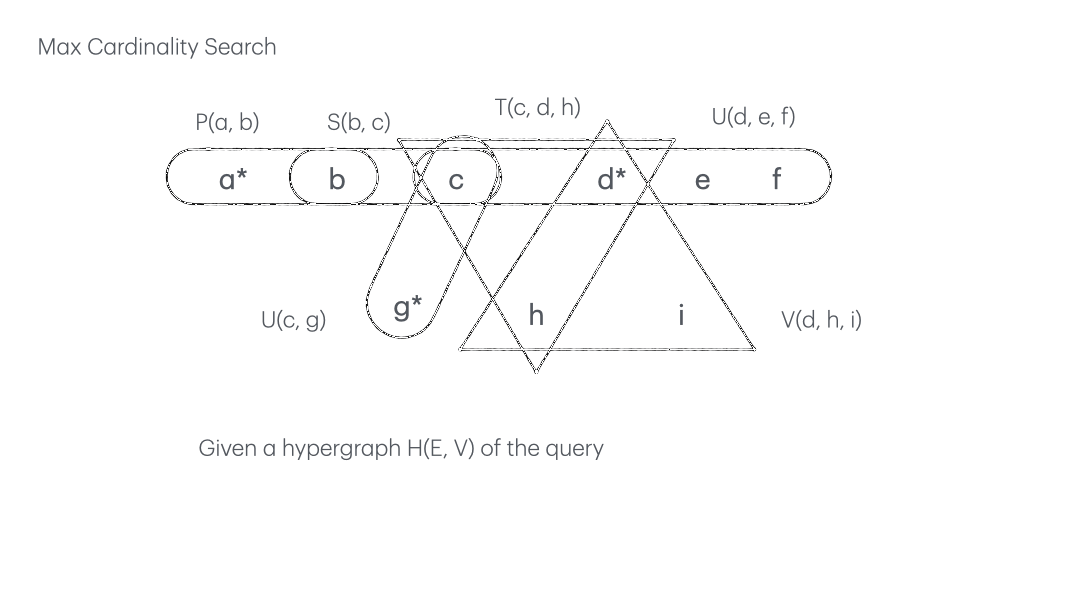 Max Cardinality Search
T(c, d, h)
P(a, b) S(b, c) U(d, e, f)
a* b c d* e f
g* h i
U(c, g) V(d, h, i)
Given a hypergraph H(E, V) of the query